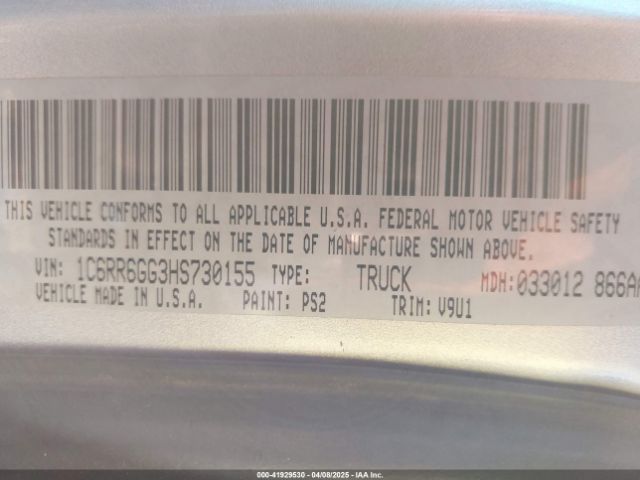 THIS VEHICLE CONFORMS TO ALL APPLICABLE U.S.A. FEDERAL MOTOR VEHICLE SAFETY
STANDARDS IN EFFECT ON THE DATE OF MANUFACTURE SHOWN ABOVE.
VIN: 1C6RR6GG3HS730155 TYPE: TRUCK MDH:033012 866AA
VEHICLE MADE IN U.S.A. PAINT: PS2 TRIM: V9U1
000-41929530 - 04/08/2025 - IAA Inc.